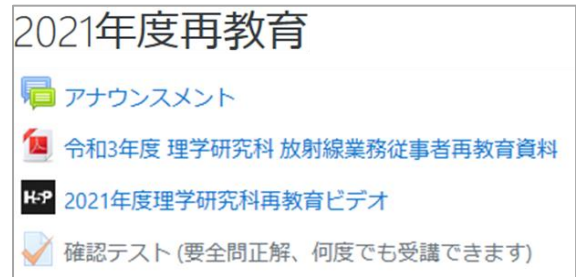 2021年度再教育
アナウンスメント
令和3年度 理学研究科 放射線業務従事者再教育資料
H-P 2021年度理学研究科再教育ビデオ
確認テスト (要全問正解、何度でも受講できます)